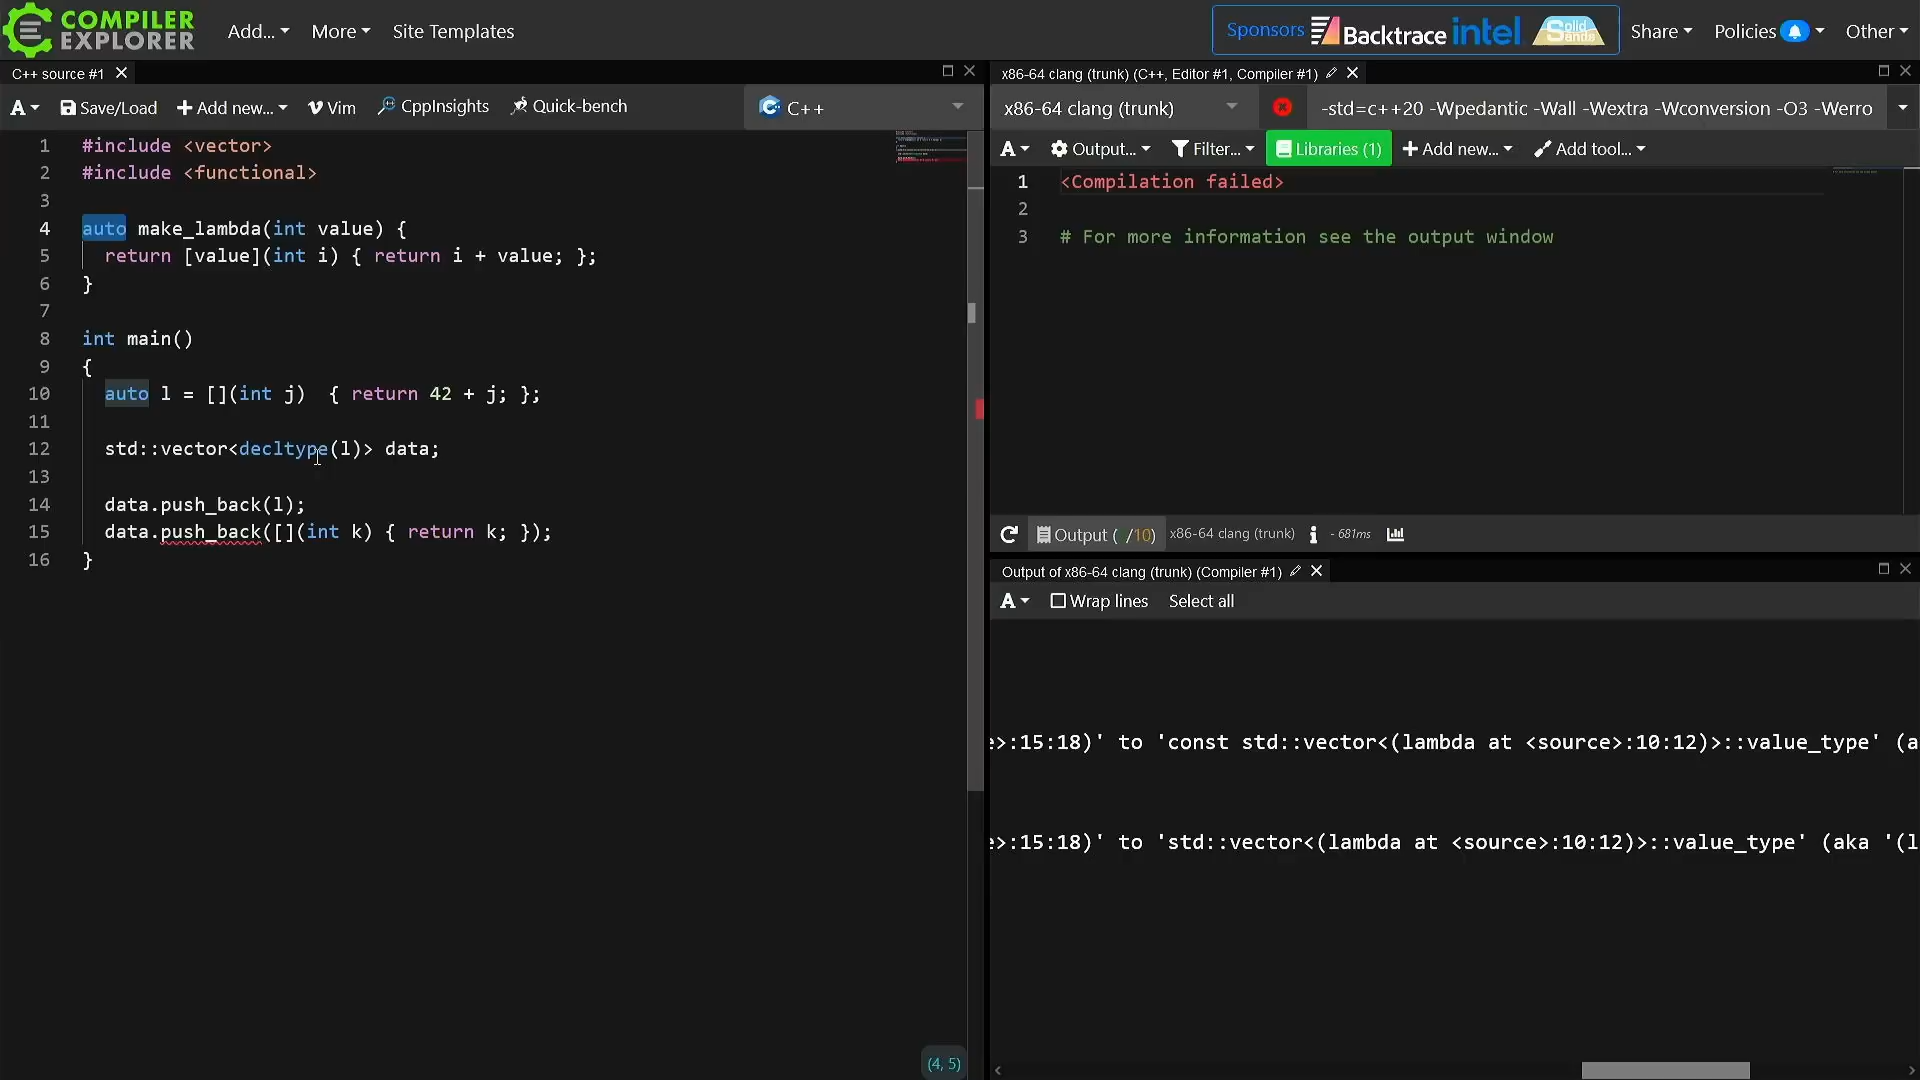 COMPILER
EXPLORER
Add...
More
Site Templates
Sponsors
Backtrace
intel
Solid
Sands
Share
Policies
Other
C++ source #1
A
Save/Load
Add new...
Vim
CppInsights
Quick-bench
C++
1 #include <vector>
2 #include <functional>
3
4 auto make_lambda(int value) {
5   return [value](int i) { return i + value; };
6 }
7
8 int main()
9 {
10   auto l = [](int j)  { return 42 + j; };
11
12   std::vector<decltype(l)> data;
13
14   data.push_back(l);
15   data.push_back([](int k) { return k; });
16 }
(4, 5)
x86-64 clang (trunk) (C++, Editor #1, Compiler #1)
x86-64 clang (trunk)
-std=c++20 -Wpedantic -Wall -Wextra -Wconversion -O3 -Werro
A
Output...
Filter...
Libraries (1)
Add new...
Add tool...
1 <Compilation failed>
2
3 # For more information see the output window
Output ( /10)
x86-64 clang (trunk)
- 681ms
Output of x86-64 clang (trunk) (Compiler #1)
A
Wrap lines
Select all
>:15:18)' to 'const std::vector<(lambda at <source>:10:12)>::value_type' (a
>:15:18)' to 'std::vector<(lambda at <source>:10:12)>::value_type' (aka '(l